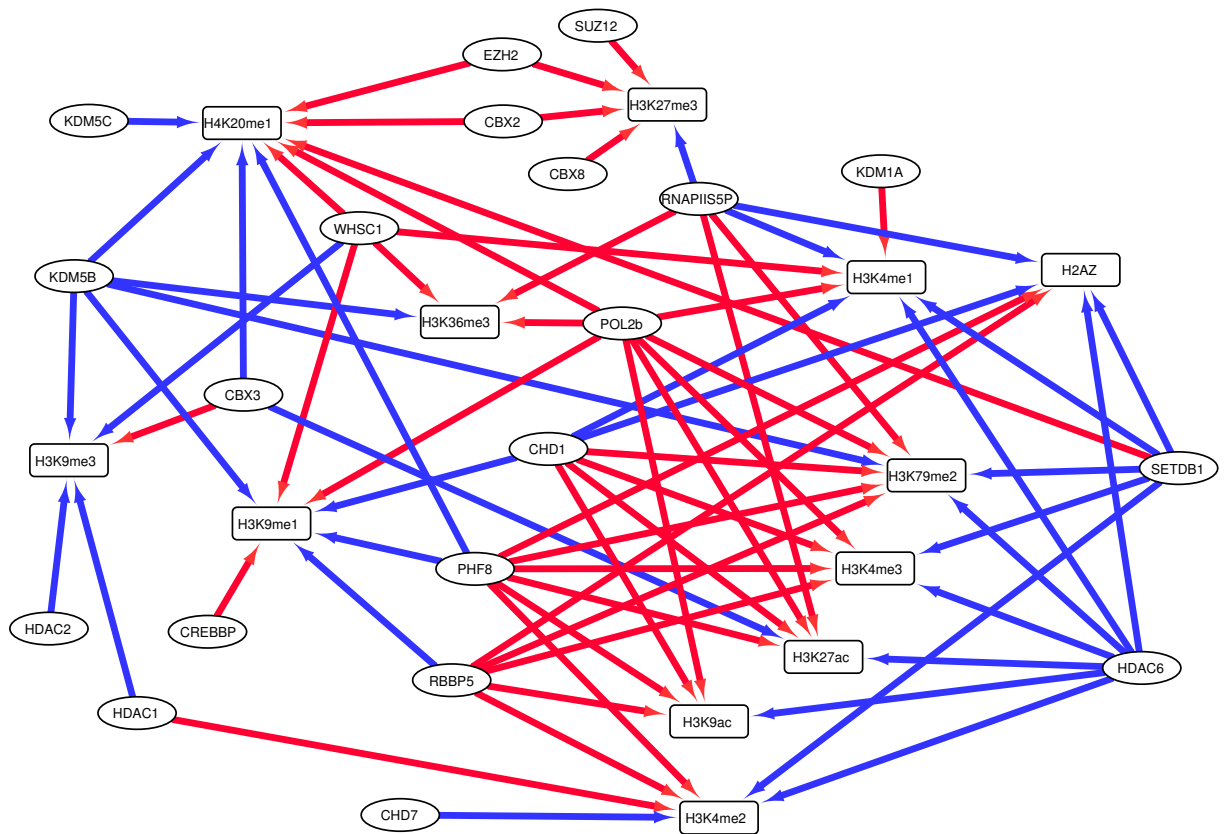 SUZ12
EZH2
H3K27me3
KDM5C
H4K20me1
CBX2
CBX8
KDM1A
RNAPIIS5P
WHSC1
KDM5B
H3K4me1
H2AZ
H3K36me3
POL2b
CBX3
CHD1
H3K9me3
H3K79me2
SETDB1
H3K9me1
PHF8
H3K4me3
HDAC2
CREBBP
H3K27ac
HDAC6
RBBP5
HDAC1
H3K9ac
CHD7
H3K4me2